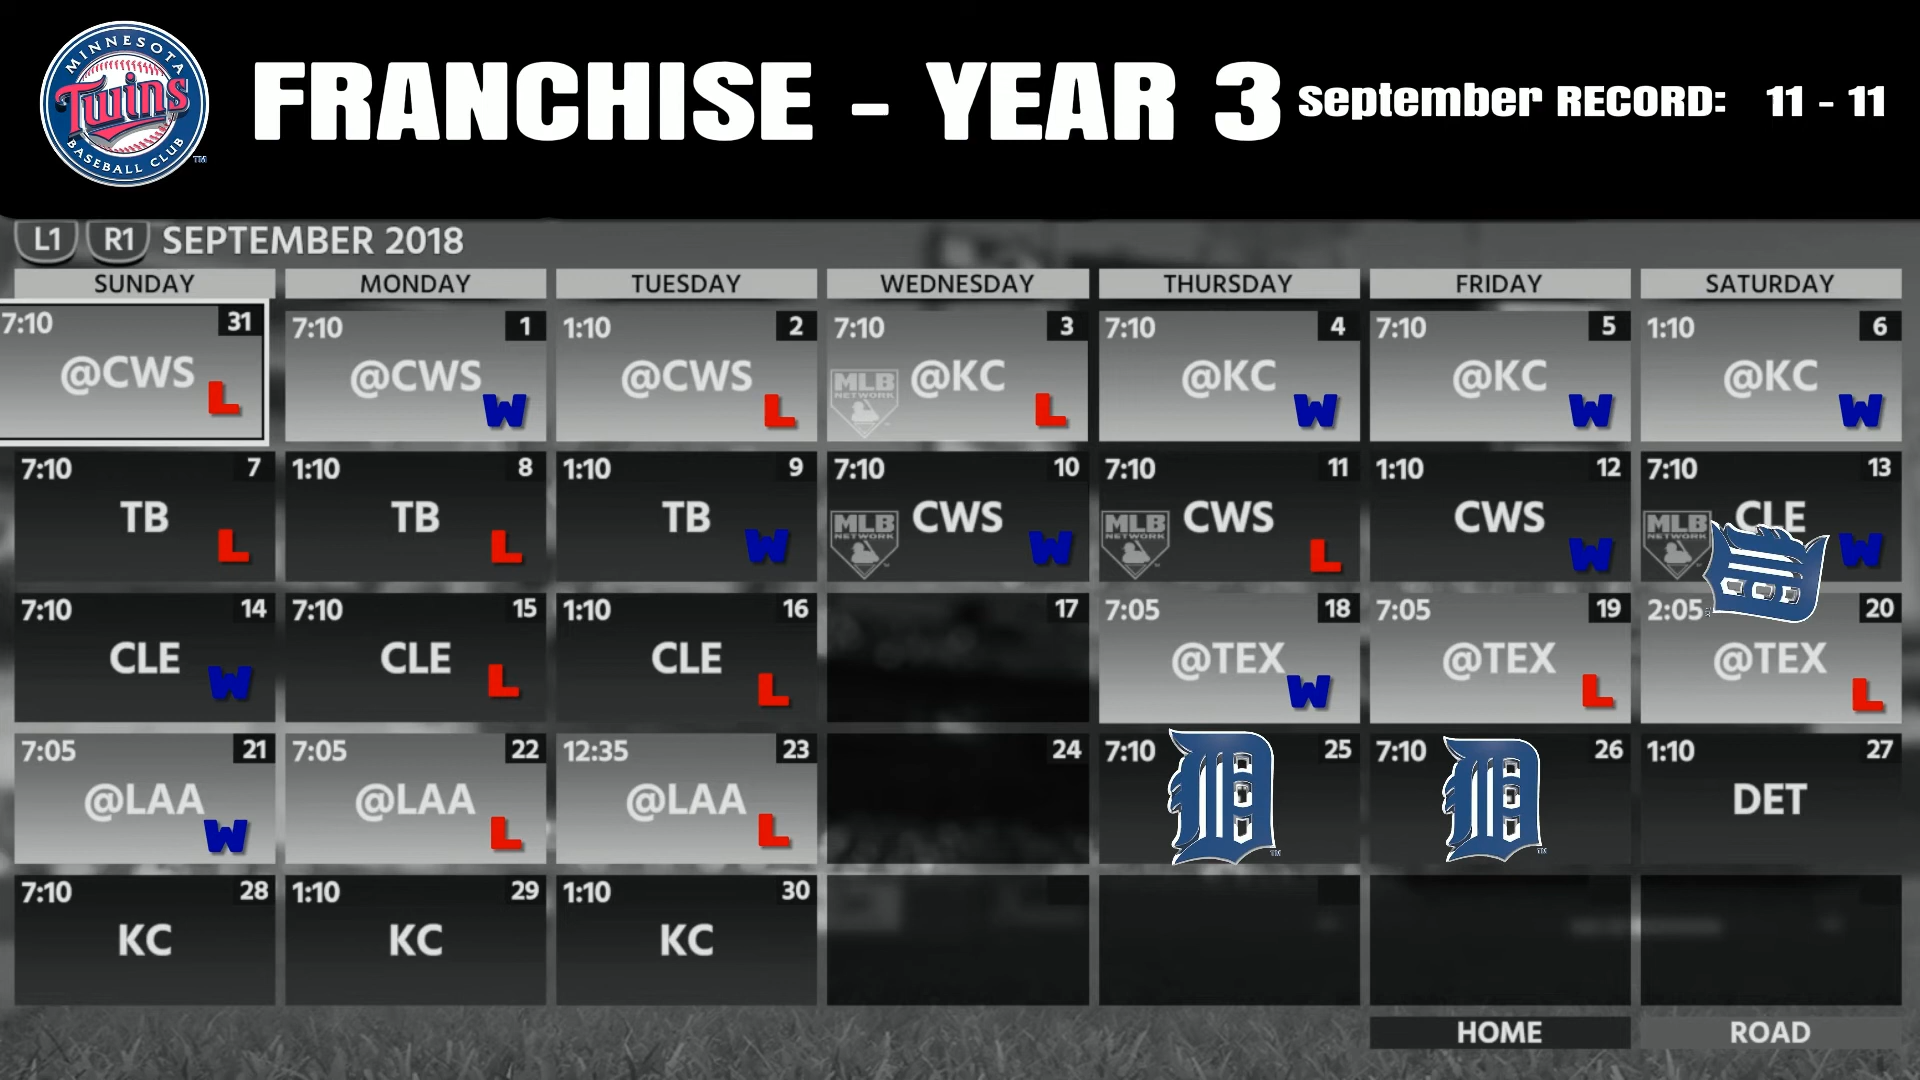 MINNESOTA
Twins
BASEBALL CLUB
TM
FRANCHISE - YEAR 3
September RECORD: 11 - 11
L1 R1 SEPTEMBER 2018
SUNDAY MONDAY TUESDAY WEDNESDAY THURSDAY FRIDAY SATURDAY
7:10 31 7:10 1 1:10 2 7:10 3 7:10 4 7:10 5 1:10 6
@CWS @CWS @CWS MLB NETWORK @KC @KC @KC @KC
L W L L W W W
7:10 7 1:10 8 1:10 9 7:10 10 7:10 11 1:10 12 7:10 13
TB TB TB MLB NETWORK CWS MLB NETWORK CWS CWS MLB NETWORK CLE
L L W W L W D W
7:10 14 7:10 15 1:10 16 17 7:05 18 7:05 19 2:05 20
CLE CLE CLE @TEX @TEX @TEX
W L L W L L
7:05 21 7:05 22 12:35 23 24 7:10 25 7:10 26 1:10 27
@LAA @LAA @LAA D D DET
W L L TM TM
7:10 28 1:10 29 1:10 30
KC KC KC
HOME ROAD